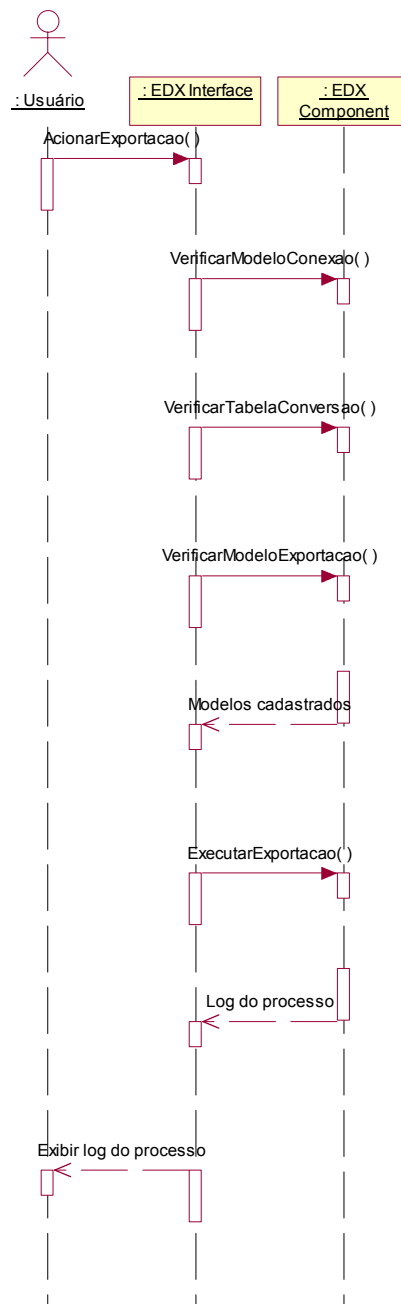 : Usuário
: EDX Interface
: EDX
Component
AcionarExportacao( )
VerificarModeloConexao( )
VerificarTabelaConversao( )
VerificarModeloExportacao( )
Modelos cadastrados
ExecutarExportacao( )
Log do processo
Exibir log do processo